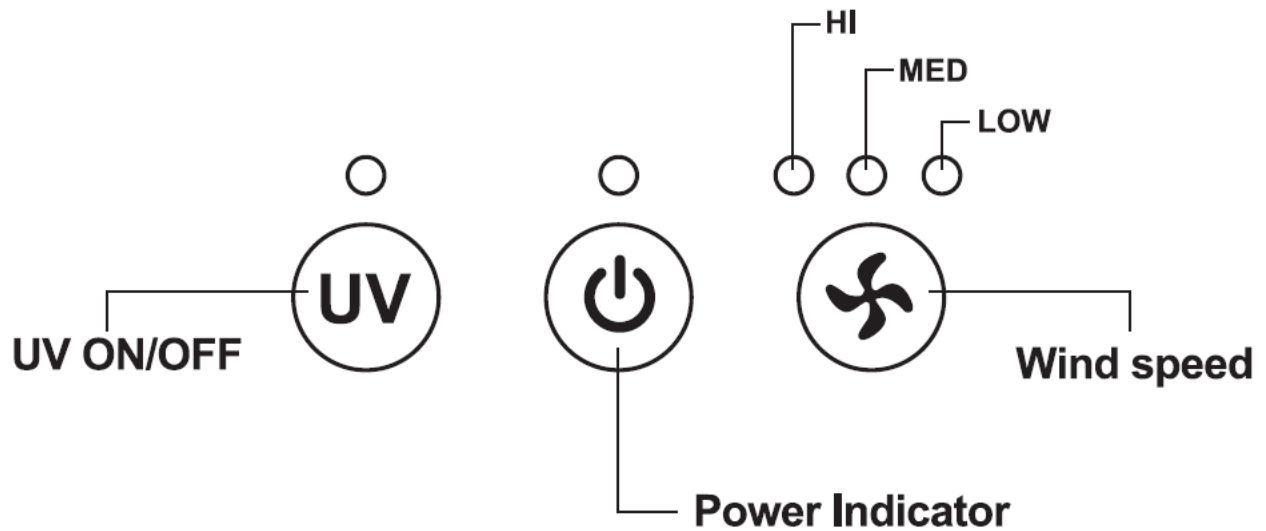 HI
MED
LOW
UV
UV ON/OFF
Wind speed
Power Indicator